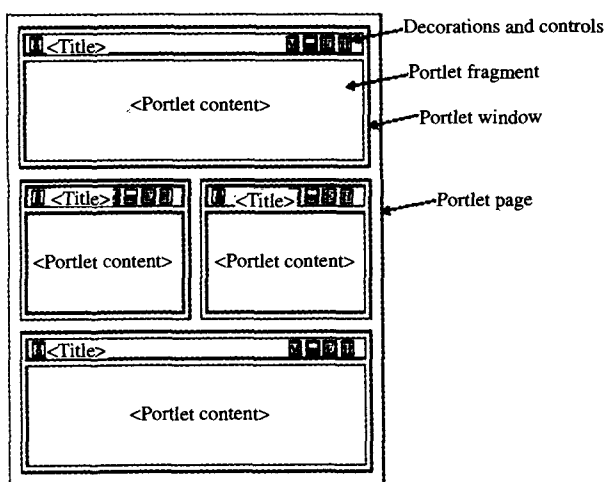 Decorations and controls
<Title>
Portlet fragment
<Portlet content>
Portlet window
<Title>
<Title>
Portlet page
<Portlet content>
<Portlet content>
<Title>
<Portlet content>